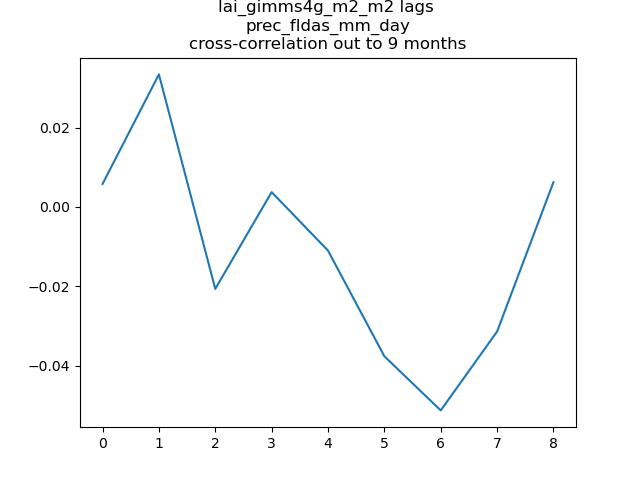 lai_gimms4g_m2_m2 lags
prec_fldas_mm_day
cross-correlation out to 9 months
0.02
0.00
−0.02
−0.04
0 1 2 3 4 5 6 7 8